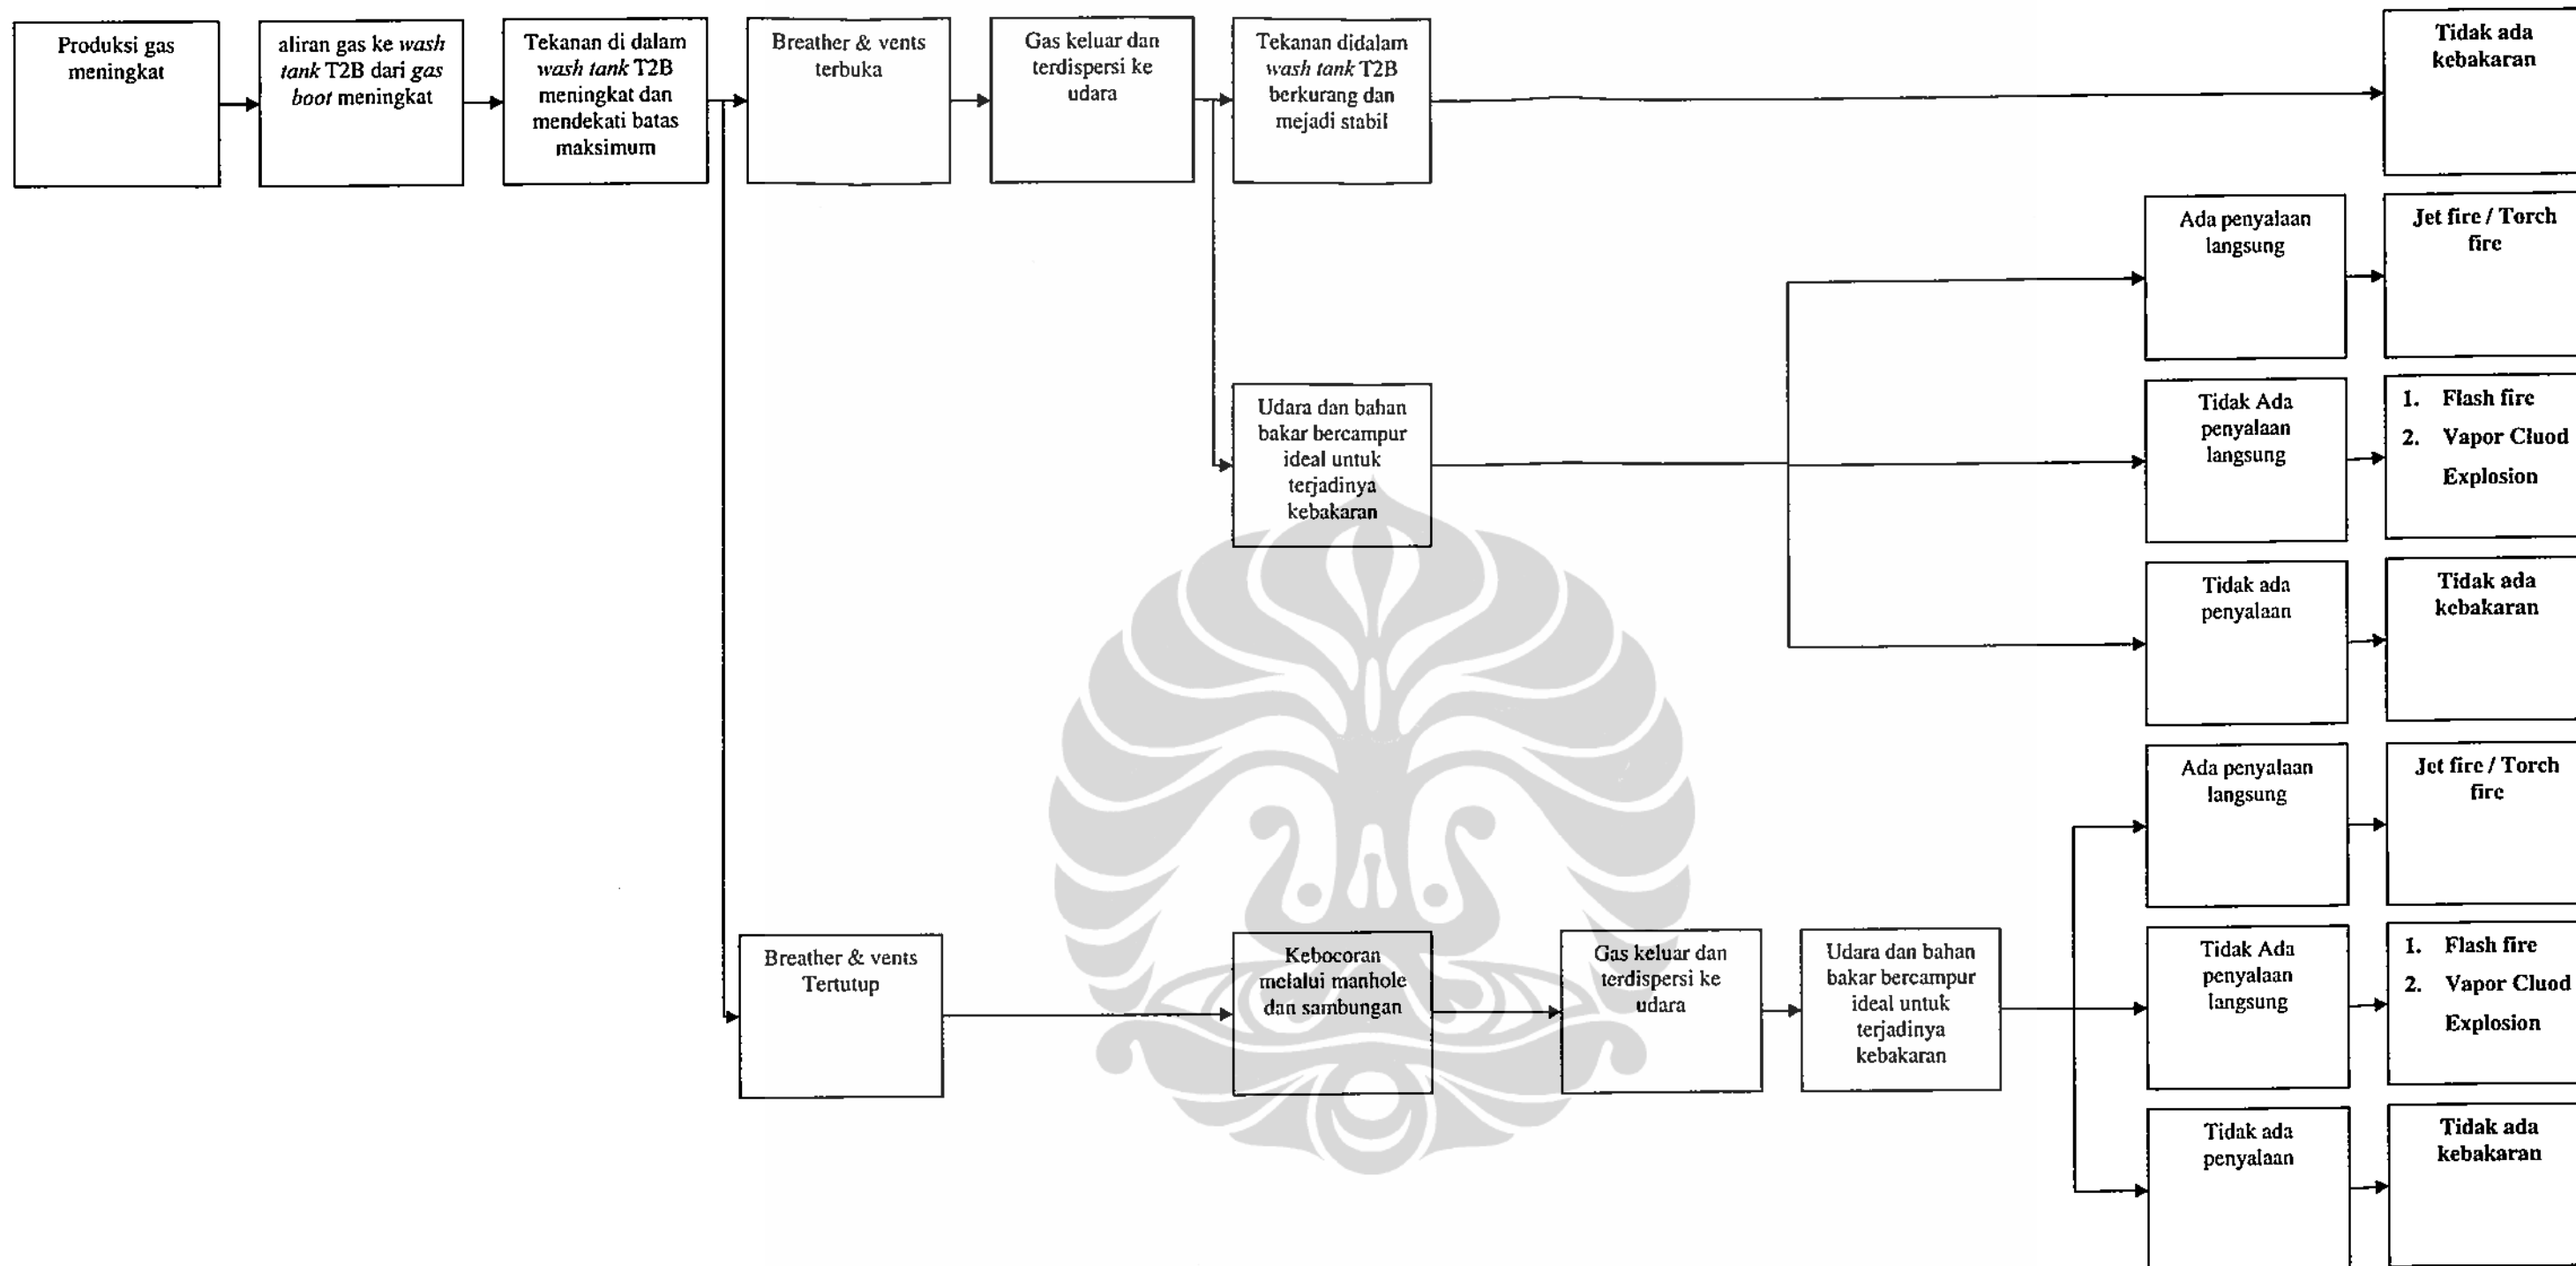 Produksi gas
meningkat
aliran gas ke wash
tank T2B dari gas
boot meningkat
Tekanan di dalam
wash tank T2B
meningkat dan
mendekati batas
maksimum
Breather & vents
terbuka
Gas keluar dan
terdispersi ke
udara
Tekanan didalam
wash tank T2B
berkurang dan
mejadi stabil
Tidak ada
kebakaran
Ada penyalaan
langsung
Jet fire / Torch
fire
Udara dan bahan
bakar bercampur
ideal untuk
terjadinya
kebakaran
Tidak Ada
penyalaan
langsung
1. Flash fire
2. Vapor Cluod
Explosion
Tidak ada
penyalaan
Tidak ada
kebakaran
Ada penyalaan
langsung
Jet fire / Torch
fire
Breather & vents
Tertutup
Kebocoran
melalui manhole
dan sambungan
Gas keluar dan
terdispersi ke
udara
Udara dan bahan
bakar bercampur
ideal untuk
terjadinya
kebakaran
Tidak Ada
penyalaan
langsung
1. Flash fire
2. Vapor Cluod
Explosion
Tidak ada
penyalaan
Tidak ada
kebakaran